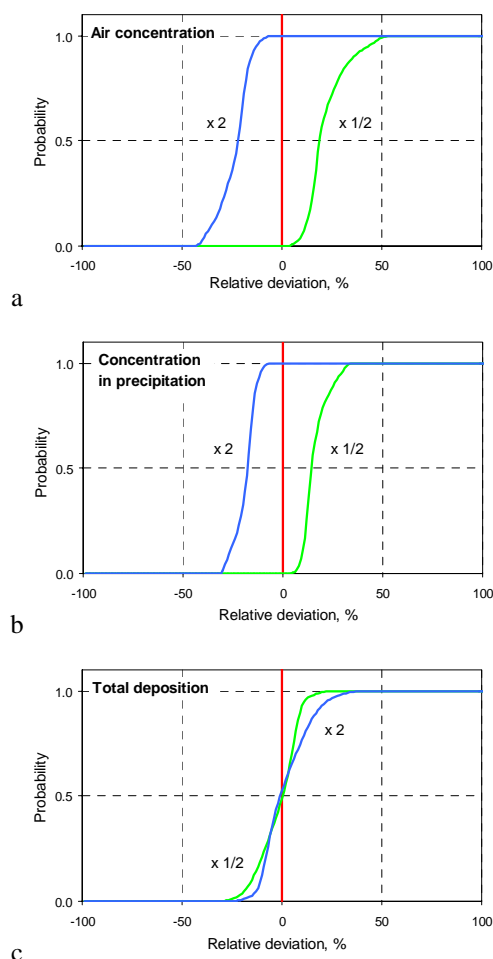 Air concentration
Probability
1.0
0.5
0.0
x 2
x 1/2
-100 -50 0 50 100
Relative deviation, %
a
Concentration
in precipitation
Probability
1.0
0.5
0.0
x 2
x 1/2
-100 -50 0 50 100
Relative deviation, %
b
Total deposition
Probability
1.0
0.5
0.0
x 2
x 1/2
-100 -50 0 50 100
Relative deviation, %
c